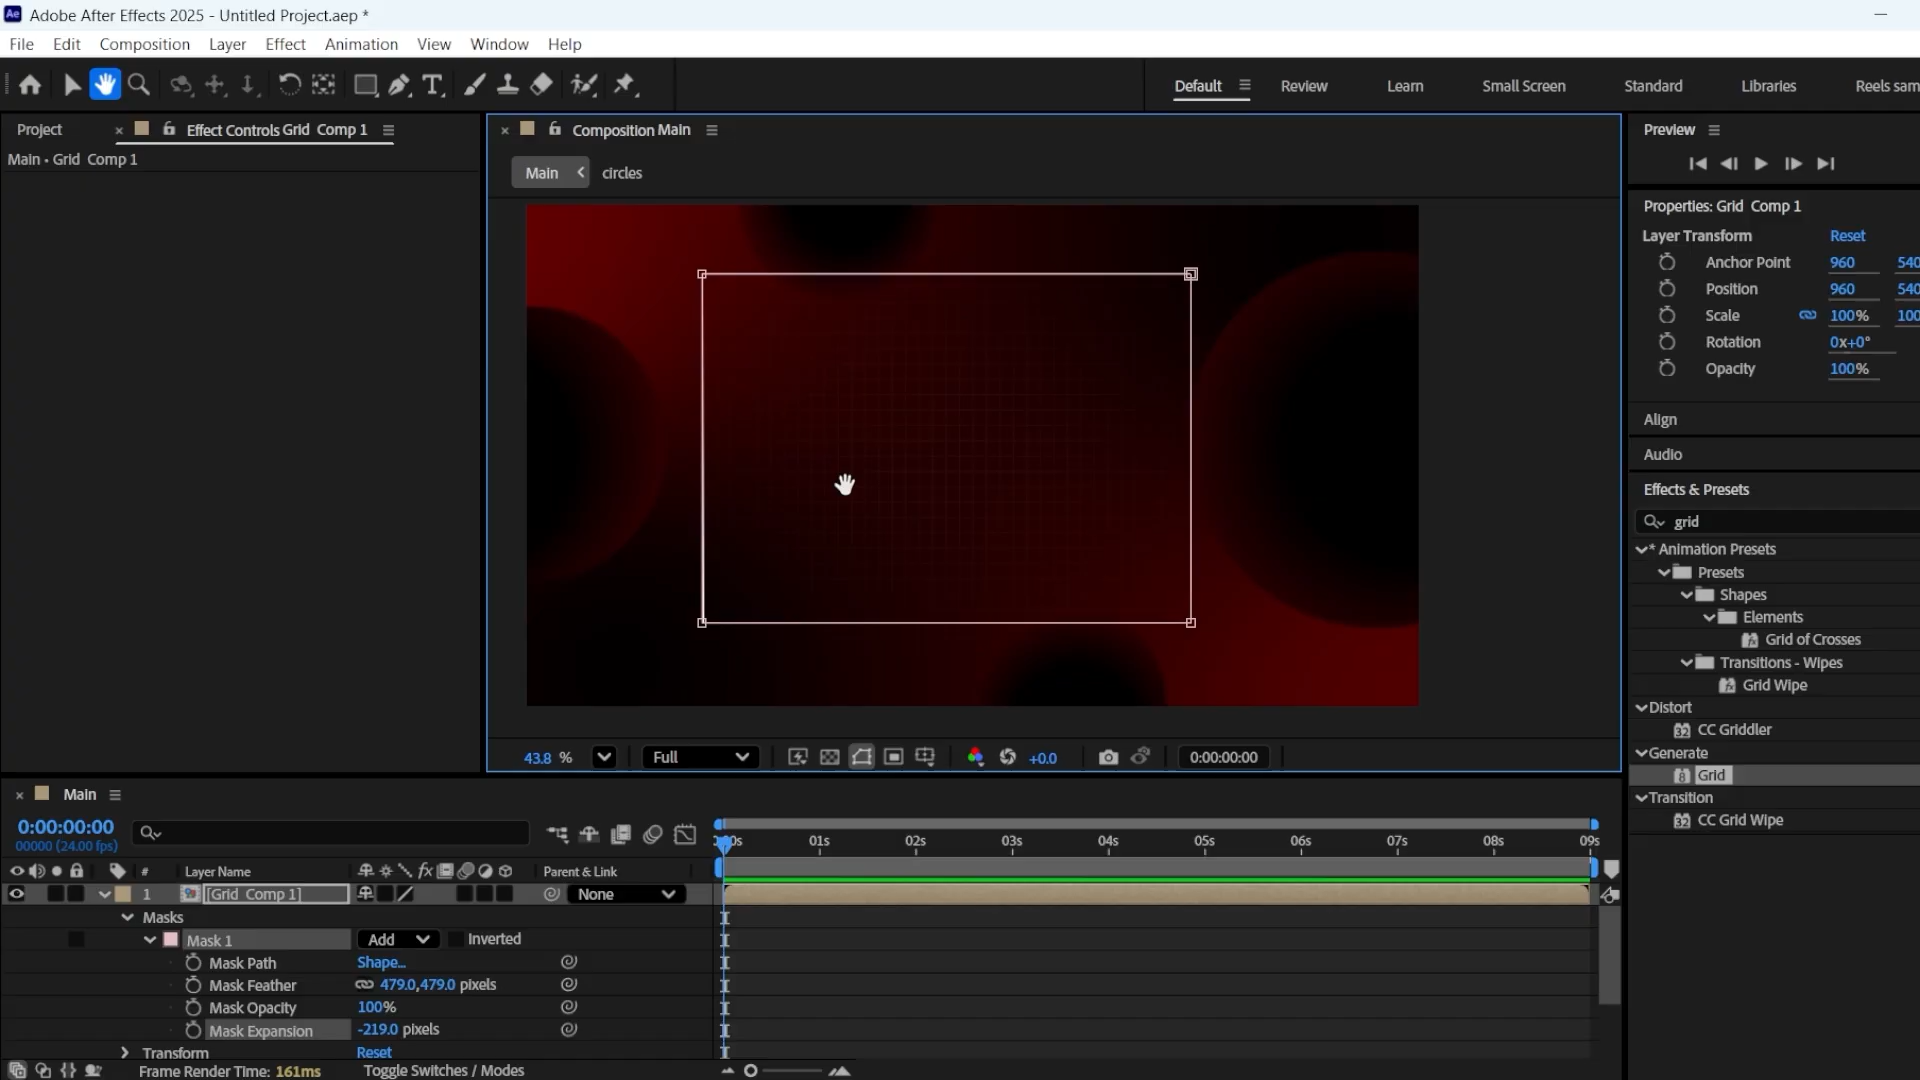 Ae Adobe After Effects 2025 - Untitled Project.aep *
File Edit Composition Layer Effect Animation View Window Help
Default Review Learn Small Screen Standard Libraries Reels sam
Project × Effect Controls Grid Comp 1
Main • Grid Comp 1
× Composition Main
Main circles
43.8 % Full +0.0 0:00:00:00
Preview
Properties: Grid Comp 1
Layer Transform Reset
Anchor Point 960 540
Position 960 540
Scale 100% 100
Rotation 0x+0°
Opacity 100%
Align
Audio
Effects & Presets
grid
* Animation Presets
Presets
Shapes
Elements
Grid of Crosses
Transitions - Wipes
Grid Wipe
Distort
CC Griddler
Generate
Grid
Transition
CC Grid Wipe
× Main
0:00:00:00
00000 (24.00 fps)
:00s 01s 02s 03s 04s 05s 06s 07s 08s 09s
# Layer Name fx Parent & Link
1 [Grid Comp 1] None
Masks
Mask 1 Add Inverted
Mask Path Shape...
Mask Feather 479.0,479.0 pixels
Mask Opacity 100%
Mask Expansion -219.0 pixels
Transform Reset
Frame Render Time: 161ms Toggle Switches / Modes